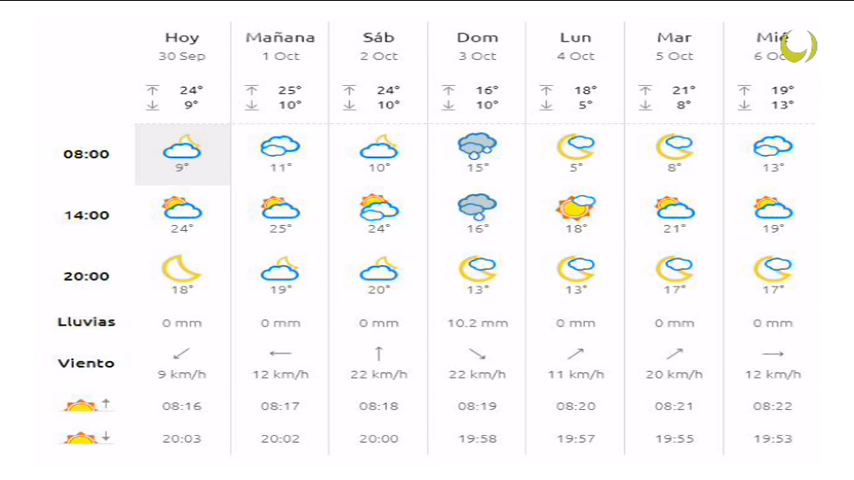 Hoy Mañana Sáb Dom Lun Mar Mié
30 Sep 1 Oct 2 Oct 3 Oct 4 Oct 5 Oct 6 Oct
24° 25° 24° 16° 18° 21° 19°
9° 10° 10° 10° 5° 8° 13°
08:00 9° 11° 10° 15° 5° 8° 13°
14:00 24° 25° 24° 16° 18° 21° 19°
20:00 18° 19° 20° 13° 13° 17° 17°
Lluvias 0 mm 0 mm 0 mm 10.2 mm 0 mm 0 mm 0 mm
Viento 9 km/h 12 km/h 22 km/h 22 km/h 11 km/h 20 km/h 12 km/h
08:16 08:17 08:18 08:19 08:20 08:21 08:22
20:03 20:02 20:00 19:58 19:57 19:55 19:53